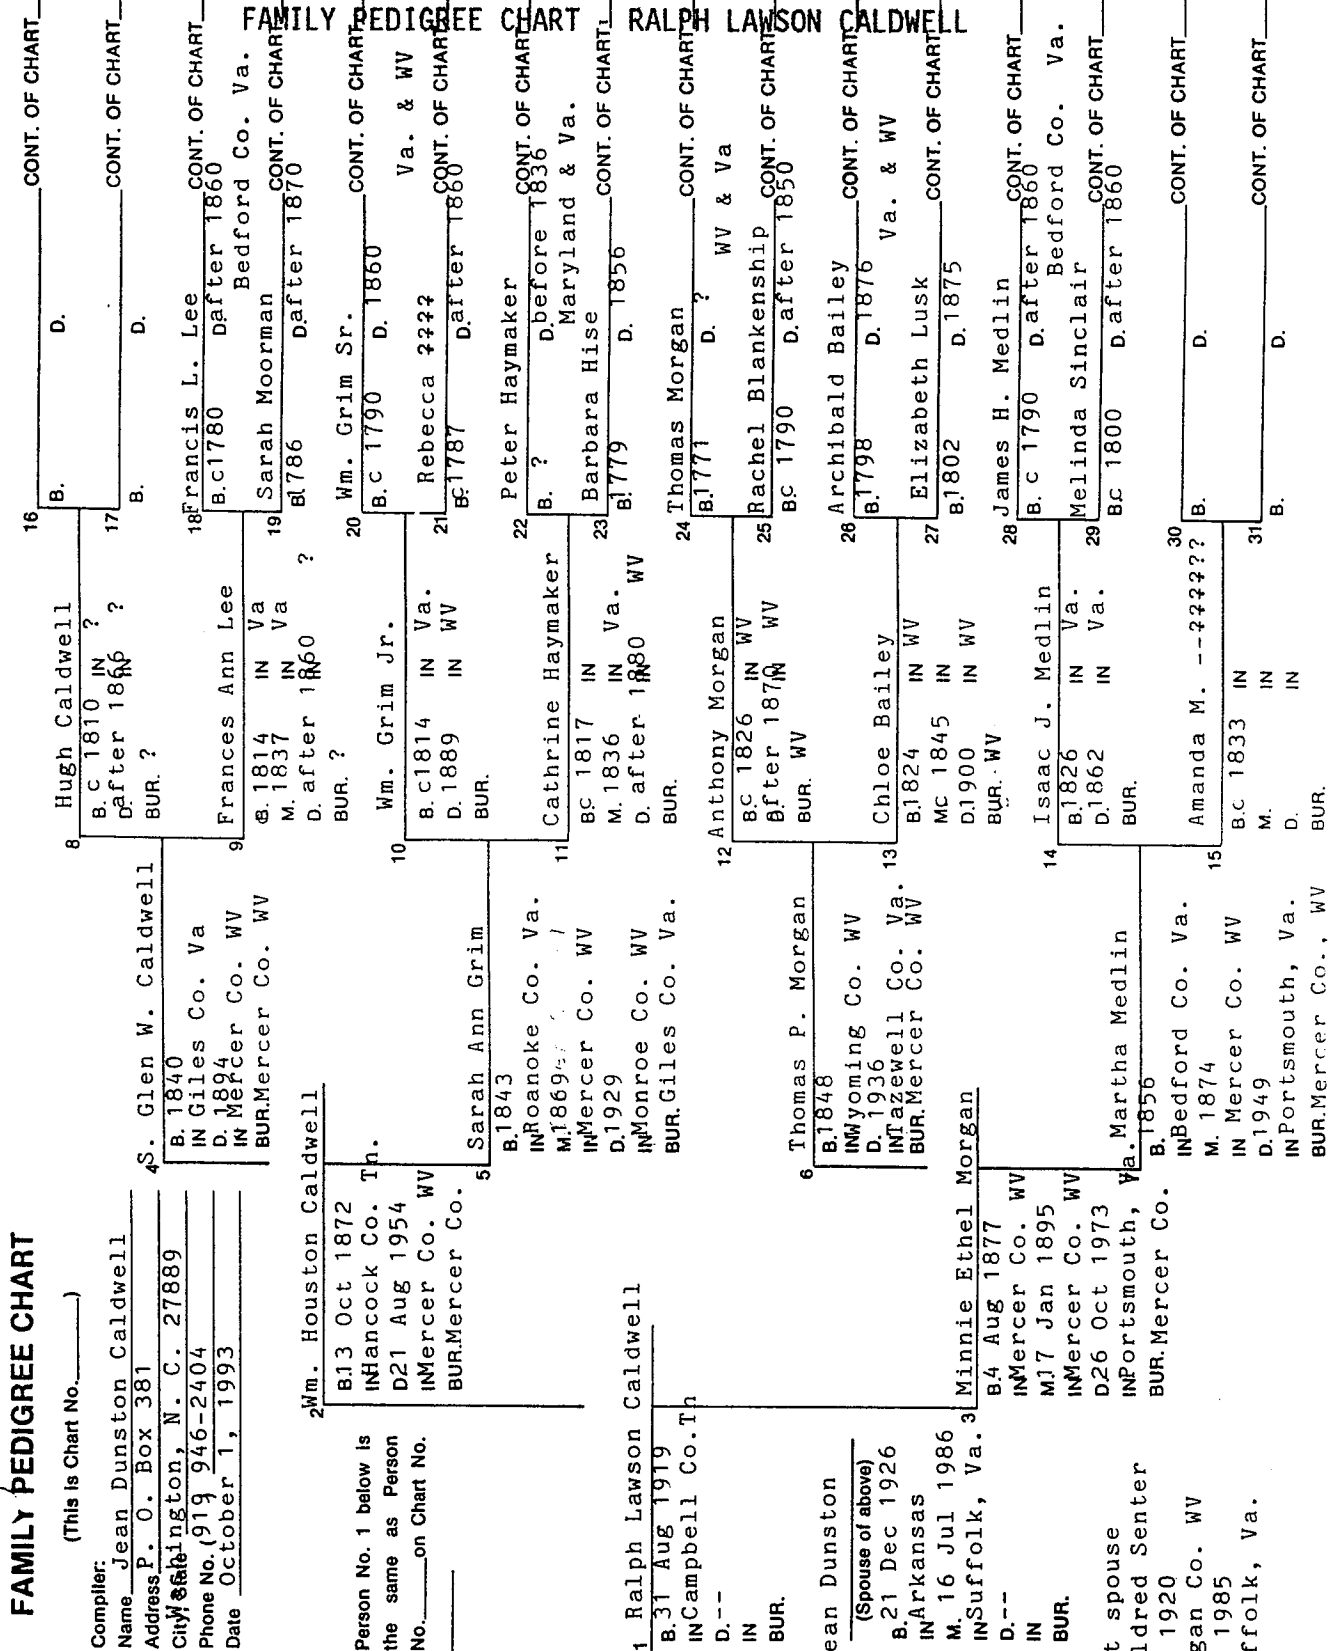 FAMILY PEDIGREE CHART RALPH LAWSON CALDWELL
FAMILY PEDIGREE CHART
(This is Chart No.____)
Compiler:
Name Jean Dunston Caldwell
Address P. O. Box 381
City, State Washington, N. C. 27889
Phone No. (919 946-2404
Date October 1, 1993
Person No. 1 below is
the same as Person
No.____on Chart No.
____
1 Ralph Lawson Caldwell
B. 31 Aug 1919
IN Campbell Co.Tn
D.--
IN
BUR.
ean Dunston
(Spouse of above)
B. 21 Dec 1926
IN Arkansas
M. 16 Jul 1986
IN Suffolk, Va.
D.--
IN
BUR.
t spouse
ldred Senter
1920
gan Co. WV
1985
ffolk, Va.
2 Wm. Houston Caldwell
B.13 Oct 1872
IN Hancock Co. Tn.
D21 Aug 1954
IN Mercer Co. WV
BUR.Mercer Co.
3 Minnie Ethel Morgan
B.4 Aug 1877
IN Mercer Co. WV
M.17 Jan 1895
IN Mercer Co. WV
D.26 Oct 1973
IN Portsmouth, Va.
BUR.Mercer Co.
4 S. Glen W. Caldwell
B. 1840
IN Giles Co. Va
D. 1894
IN Mercer Co. WV
BUR.Mercer Co. WV
5 Sarah Ann Grim
B.1843
IN Roanoke Co. Va.
M.1869
IN Mercer Co. WV
D.1929
IN Monroe Co. WV
BUR.Giles Co. Va.
6 Thomas P. Morgan
B.1848
IN Wyoming Co. WV
D. 1936
IN Tazewell Co. Va.
BUR.Mercer Co. WV
Martha Medlin
B. 1856
IN Bedford Co. Va.
M. 1874
IN Mercer Co. WV
D.1949
IN Portsmouth, Va.
BUR.Mercer Co., WV
8 Hugh Caldwell
B. c 1810 IN ?
D. after 1866 IN ?
BUR. ?
9 Frances Ann Lee
B. 1814 IN Va
M. 1837 IN Va
D. after 1860 IN ?
BUR. ?
10 Wm. Grim Jr.
B. c1814 IN Va.
D. 1889 IN WV
BUR.
11 Cathrine Haymaker
B.c 1817 IN
M. 1836 IN Va.
D. after 1880 IN WV
BUR.
12 Anthony Morgan
B.c 1826 IN WV
after 1870 IN WV
BUR. WV
13 Chloe Bailey
B.1824 IN WV
Mc 1845 IN
D.1900 IN WV
BUR. WV
14 Isaac J. Medlin
B.1826 IN Va.
D.1862 IN Va.
BUR.
15 Amanda M. --?????
B.c 1833 IN
M. IN
D. IN
BUR.
16 CONT. OF CHART
B. D.
17 CONT. OF CHART
B. D.
18 Francis L. Lee CONT. OF CHART
B.c1780 D.after 1860
Bedford Co. Va.
19 Sarah Moorman CONT. OF CHART
B1786 D.after 1870
20 Wm. Grim Sr. CONT. OF CHART
B.c 1790 D. 1860
Va. & WV
21 Rebecca ???? CONT. OF CHART
B.c1787 D.after 1860
22 Peter Haymaker CONT. OF CHART
B. ? D.before 1836
Maryland & Va.
23 Barbara Hise CONT. OF CHART
B.1779 D. 1856
24 Thomas Morgan CONT. OF CHART
B.1771 D. ?
WV & Va
25 Rachel Blankenship CONT. OF CHART
B.c 1790 D.after 1850
26 Archibald Bailey CONT. OF CHART
B.1798 D.1876
Va. & WV
27 Elizabeth Lusk CONT. OF CHART
B.1802 D.1875
28 James H. Medlin CONT. OF CHART
B. c 1790 D.after 1860
Bedford Co. Va.
29 Melinda Sinclair CONT. OF CHART
B.c 1800 D.after 1860
30 CONT. OF CHART
B. D.
31 CONT. OF CHART
B. D.